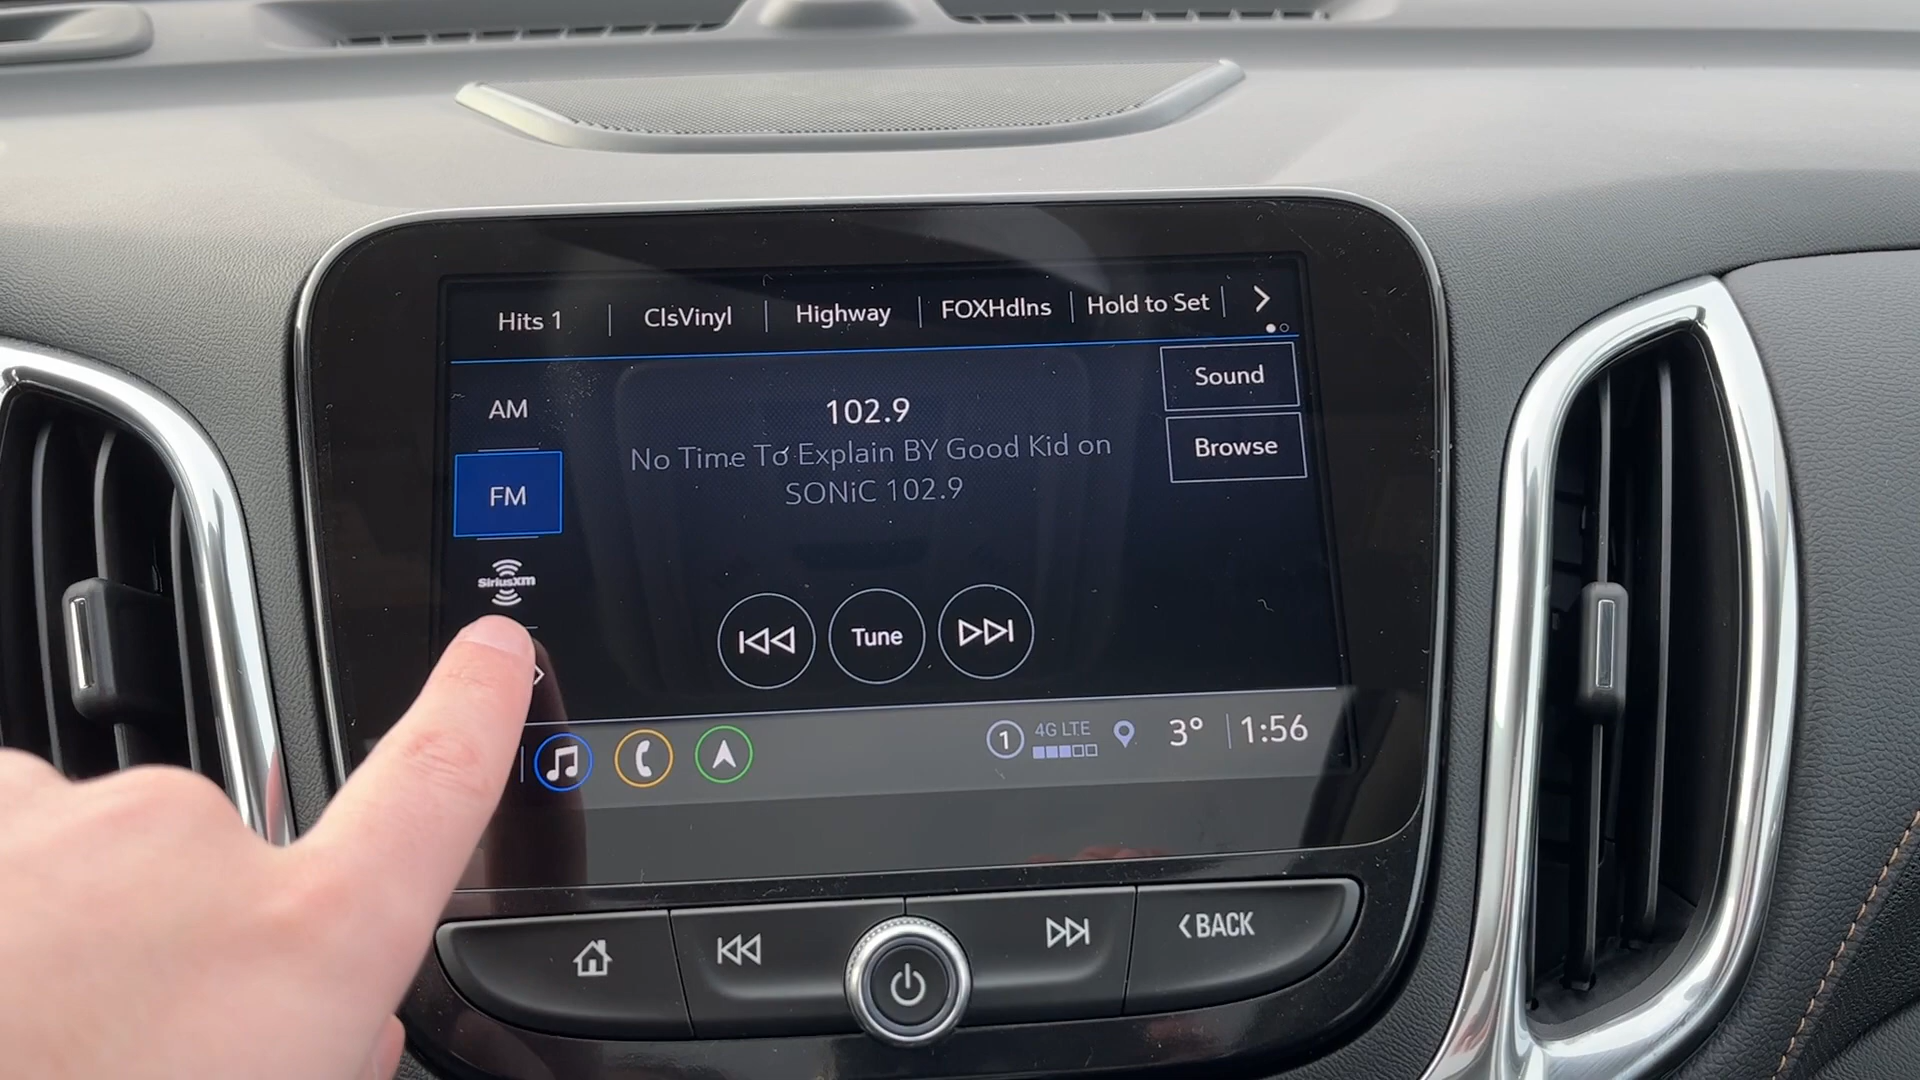 Hits 1 ClsVinyl Highway FOXHdlns Hold to Set
AM
FM
SiriusXM
102.9
No Time To Explain BY Good Kid on
SONiC 102.9
Sound
Browse
Tune
1 4G LTE 3° 1:56
BACK